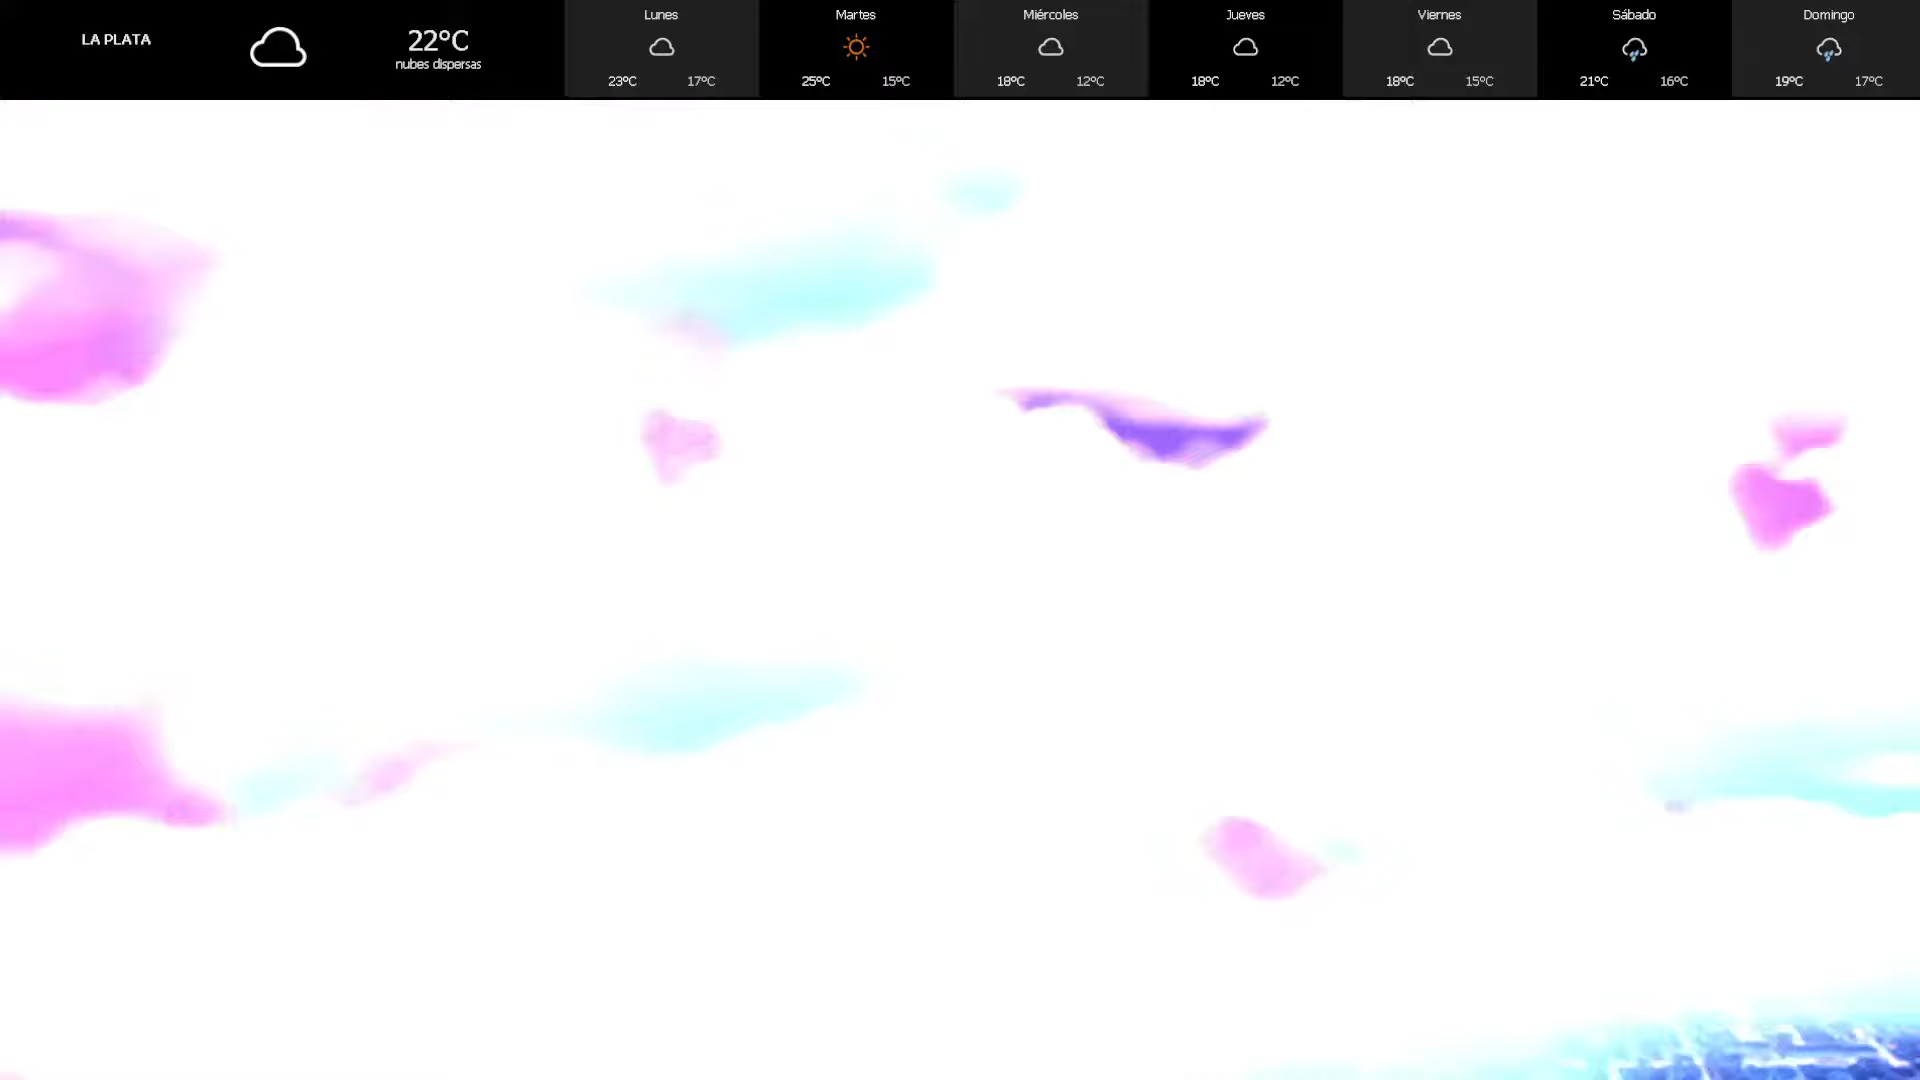 LA PLATA
22°C
nubes dispersas
Lunes
23°C 17°C
Martes
25°C 15°C
Miércoles
18°C 12°C
Jueves
18°C 12°C
Viernes
18°C 15°C
Sábado
21°C 16°C
Domingo
19°C 17°C